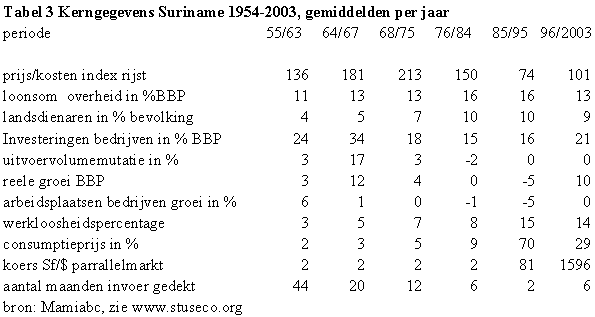 Tabel 3 Kerngegevens Suriname 1954-2003, gemiddelden per jaar
periode 55/63 64/67 68/75 76/84 85/95 96/2003
prijs/kosten index rijst 136 181 213 150 74 101
loonsom overheid in %BBP 11 13 13 16 16 13
landsdienaren in % bevolking 4 5 7 10 10 9
Investeringen bedrijven in % BBP 24 34 18 15 16 21
uitvoervolumemutatie in % 3 17 3 -2 0 0
reele groei BBP 3 12 4 0 -5 10
arbeidsplaatsen bedrijven groei in % 6 1 0 -1 -5 0
werkloosheidspercentage 3 5 7 8 15 14
consumptieprijs in % 2 3 5 9 70 29
koers Sf/$ parrallelmarkt 2 2 2 2 81 1596
aantal maanden invoer gedekt 44 20 12 6 2 6
bron: Mamiabc, zie www.stuseco.org